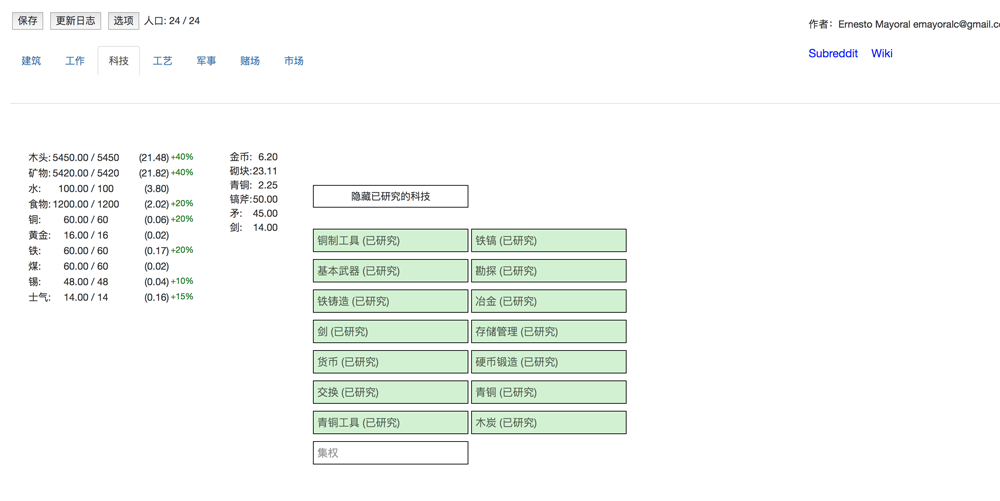 保存 更新日志 选项 人口: 24 / 24
作者：Ernesto Mayoral emayoralc@gmail.co
建筑 工作 科技 工艺 军事 赌场 市场
Subreddit Wiki
木头: 5450.00 / 5450 (21.48) +40%
矿物: 5420.00 / 5420 (21.82) +40%
水: 100.00 / 100 (3.80)
食物: 1200.00 / 1200 (2.02) +20%
铜: 60.00 / 60 (0.06) +20%
黄金: 16.00 / 16 (0.02)
铁: 60.00 / 60 (0.17) +20%
煤: 60.00 / 60 (0.02)
锡: 48.00 / 48 (0.04) +10%
士气: 14.00 / 14 (0.16) +15%
金币: 6.20
砌块: 23.11
青铜: 2.25
镐斧: 50.00
矛: 45.00
剑: 14.00
隐藏已研究的科技
铜制工具 (已研究) 铁镐 (已研究)
基本武器 (已研究) 勘探 (已研究)
铁铸造 (已研究) 冶金 (已研究)
剑 (已研究) 存储管理 (已研究)
货币 (已研究) 硬币锻造 (已研究)
交换 (已研究) 青铜 (已研究)
青铜工具 (已研究) 木炭 (已研究)
集权